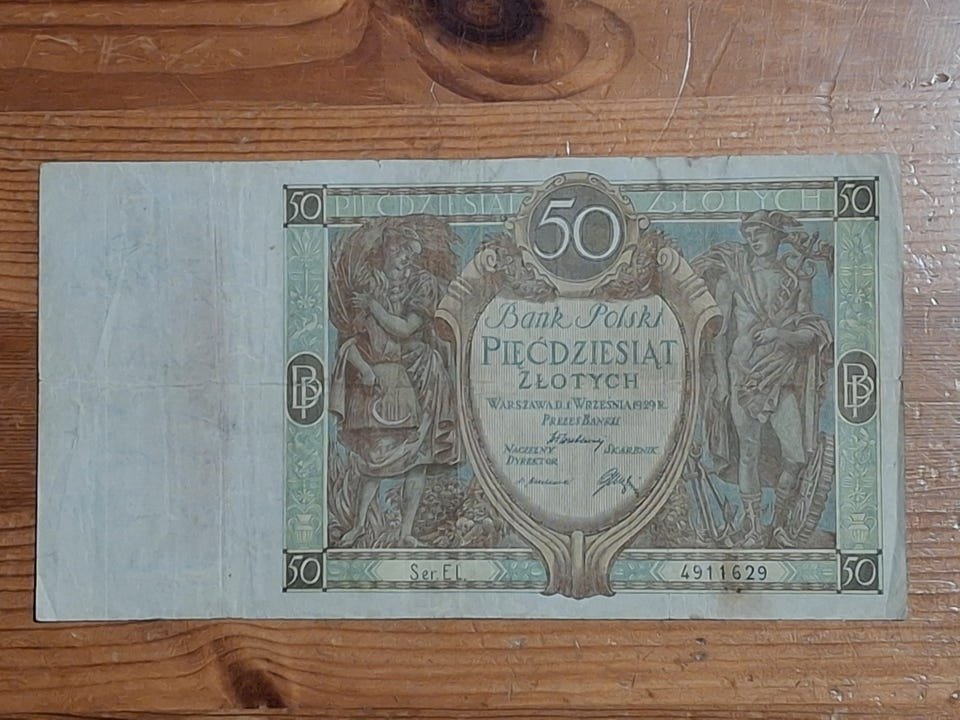 50 PIĘĆDZIESIĄT 50 ZŁOTYCH 50
Bank Polski
PIĘĆDZIESIĄT
ZŁOTYCH
WARSZAWA D. 1 WRZEŚNIA 1929 R.
PREZES BANKU
NACZELNY DYREKTOR
SKARBNIK
BP BP
50 Ser. EL. 4911629 50